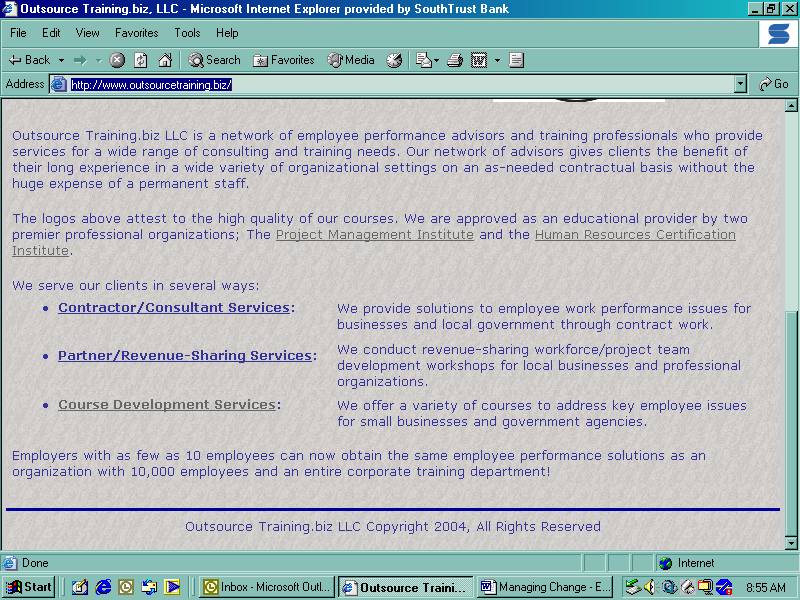 Outsource Training.biz, LLC - Microsoft Internet Explorer provided by SouthTrust Bank
File Edit View Favorites Tools Help
Back Search Favorites Media
Address http://www.outsourcetraining.biz/ Go
Outsource Training.biz LLC is a network of employee performance advisors and training professionals who provide
services for a wide range of consulting and training needs. Our network of advisors gives clients the benefit of
their long experience in a wide variety of organizational settings on an as-needed contractual basis without the
huge expense of a permanent staff.
The logos above attest to the high quality of our courses. We are approved as an educational provider by two
premier professional organizations; The Project Management Institute and the Human Resources Certification
Institute.
We serve our clients in several ways:
• Contractor/Consultant Services: We provide solutions to employee work performance issues for
businesses and local government through contract work.
• Partner/Revenue-Sharing Services: We conduct revenue-sharing workforce/project team
development workshops for local businesses and professional
organizations.
• Course Development Services: We offer a variety of courses to address key employee issues
for small businesses and government agencies.
Employers with as few as 10 employees can now obtain the same employee performance solutions as an
organization with 10,000 employees and an entire corporate training department!
Outsource Training.biz LLC Copyright 2004, All Rights Reserved
Done Internet
Start Inbox - Microsoft Outl... Outsource Traini... Managing Change - E... 8:55 AM